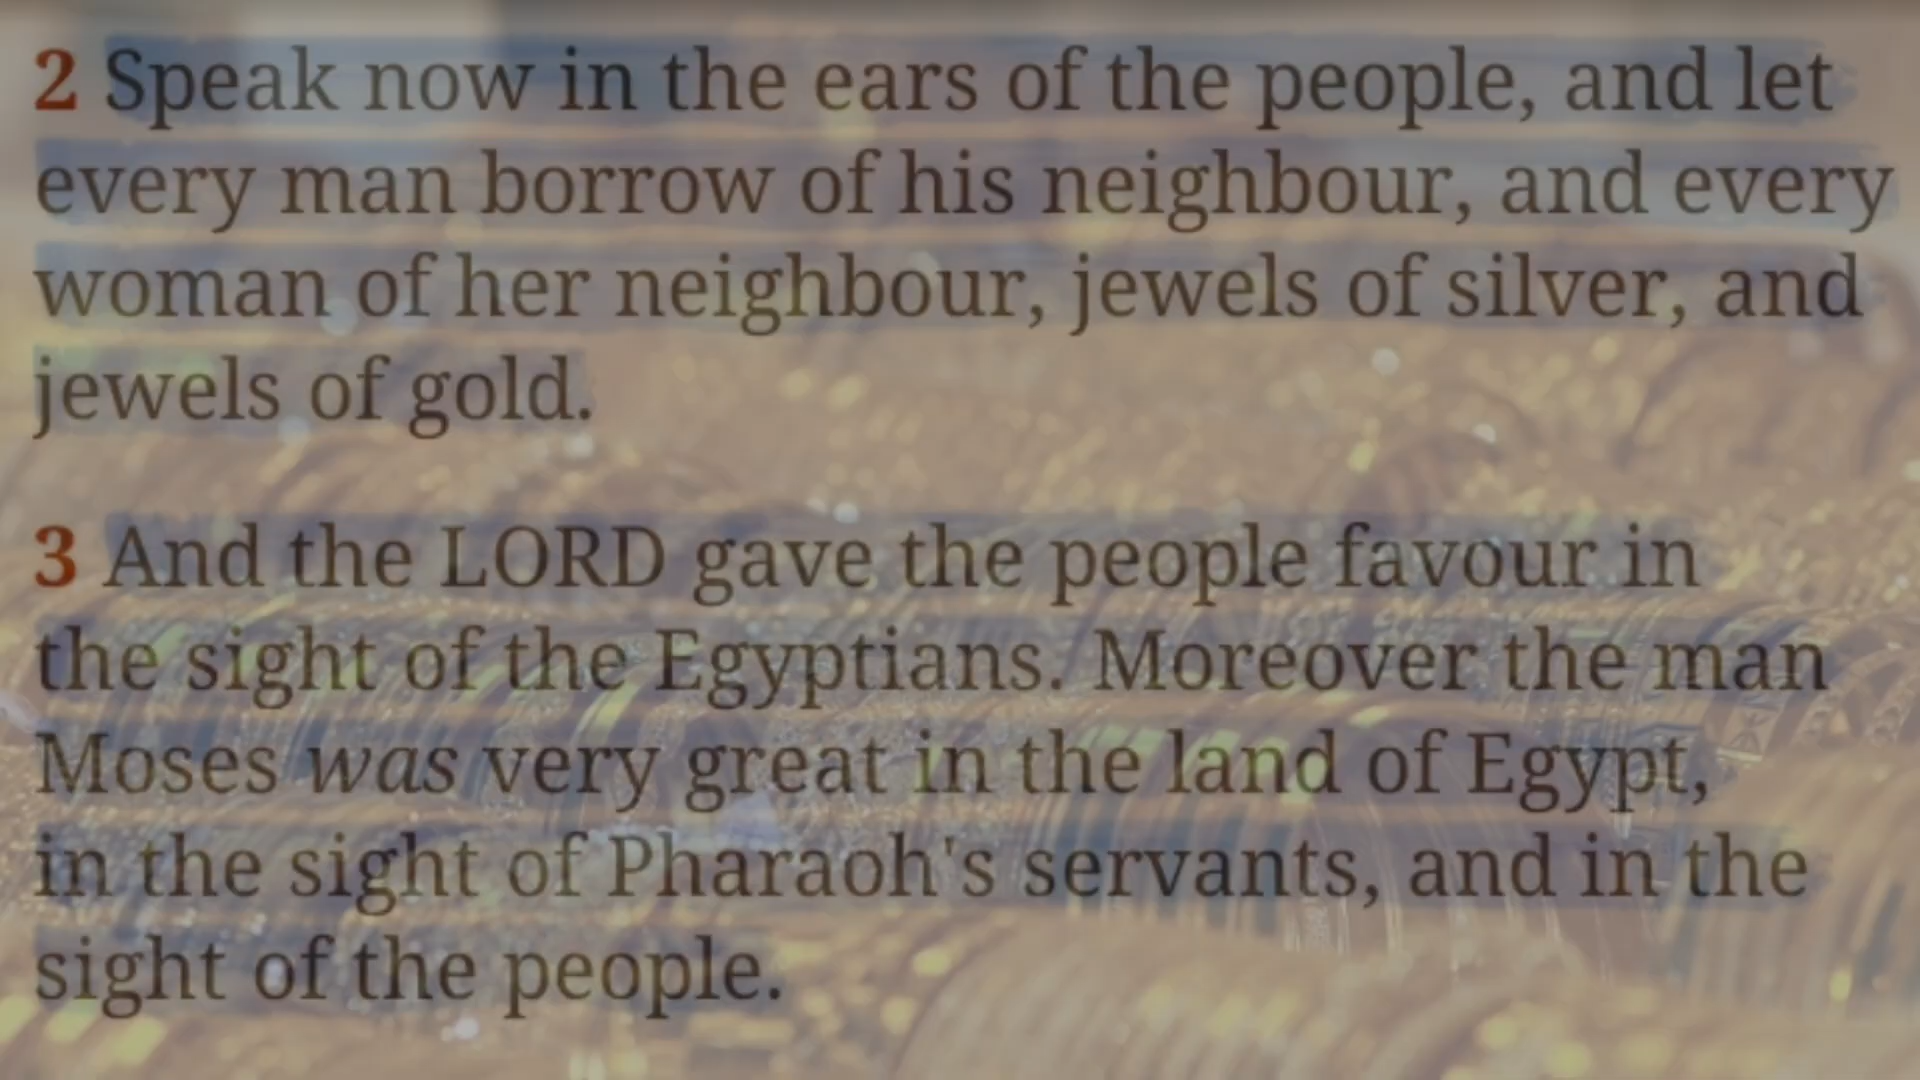 2 Speak now in the ears of the people, and let
every man borrow of his neighbour, and every
woman of her neighbour, jewels of silver, and
jewels of gold.
3 And the LORD gave the people favour in
the sight of the Egyptians. Moreover the man
Moses was very great in the land of Egypt,
in the sight of Pharaoh's servants, and in the
sight of the people.